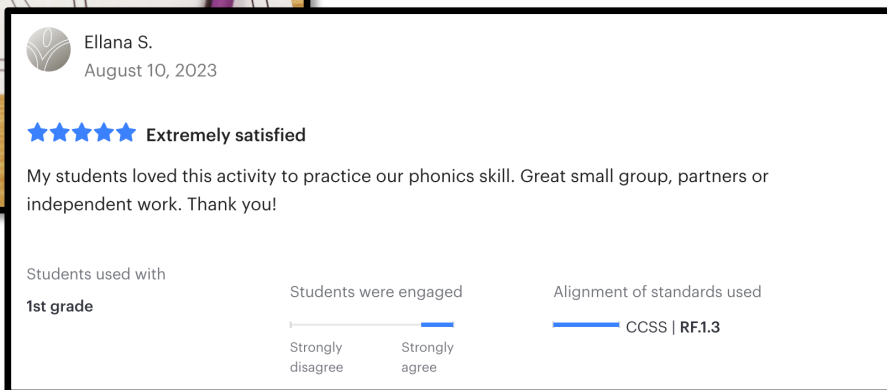 Ellana S.
August 10, 2023
Extremely satisfied
My students loved this activity to practice our phonics skill. Great small group, partners or
independent work. Thank you!
Students used with
1st grade
Students were engaged
Strongly
disagree
Strongly
agree
Alignment of standards used
CCSS | RF.1.3